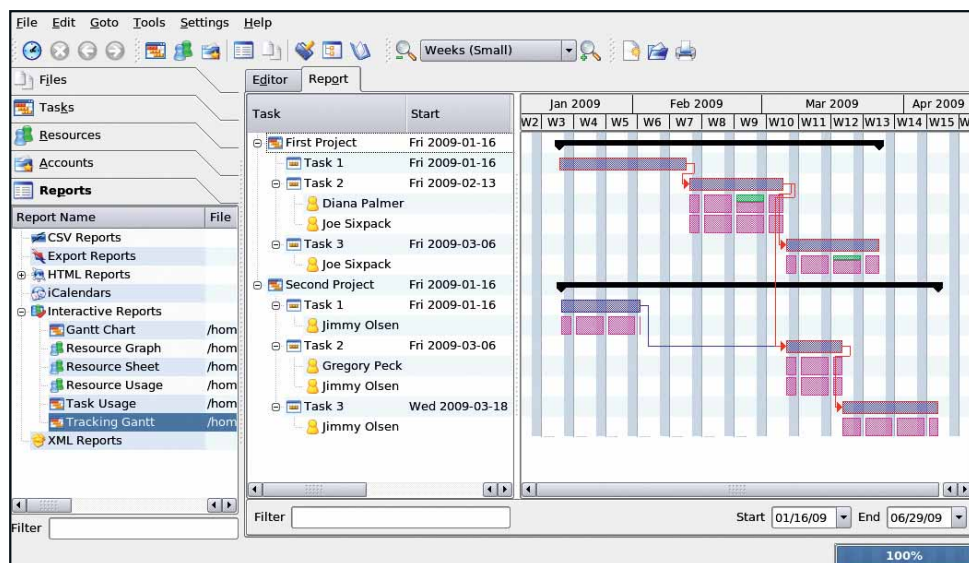 File Edit Goto Tools Settings Help
Weeks (Small)
Files
Tasks
Resources
Accounts
Reports
Report Name File
CSV Reports
Export Reports
HTML Reports
iCalendars
Interactive Reports
Gantt Chart /hom
Resource Graph /hom
Resource Sheet /hom
Resource Usage /hom
Task Usage /hom
Tracking Gantt /hom
XML Reports
Filter
Editor Report
Task Start
First Project Fri 2009-01-16
Task 1 Fri 2009-01-16
Task 2 Fri 2009-02-13
Diana Palmer
Joe Sixpack
Task 3 Fri 2009-03-06
Joe Sixpack
Second Project Fri 2009-01-16
Task 1 Fri 2009-01-16
Jimmy Olsen
Task 2 Fri 2009-03-06
Gregory Peck
Jimmy Olsen
Task 3 Wed 2009-03-18
Jimmy Olsen
Jan 2009 Feb 2009 Mar 2009 Apr 2009
W2 W3 W4 W5 W6 W7 W8 W9 W10 W11 W12 W13 W14 W15 W
Filter
Start 01/16/09 End 06/29/09
100%